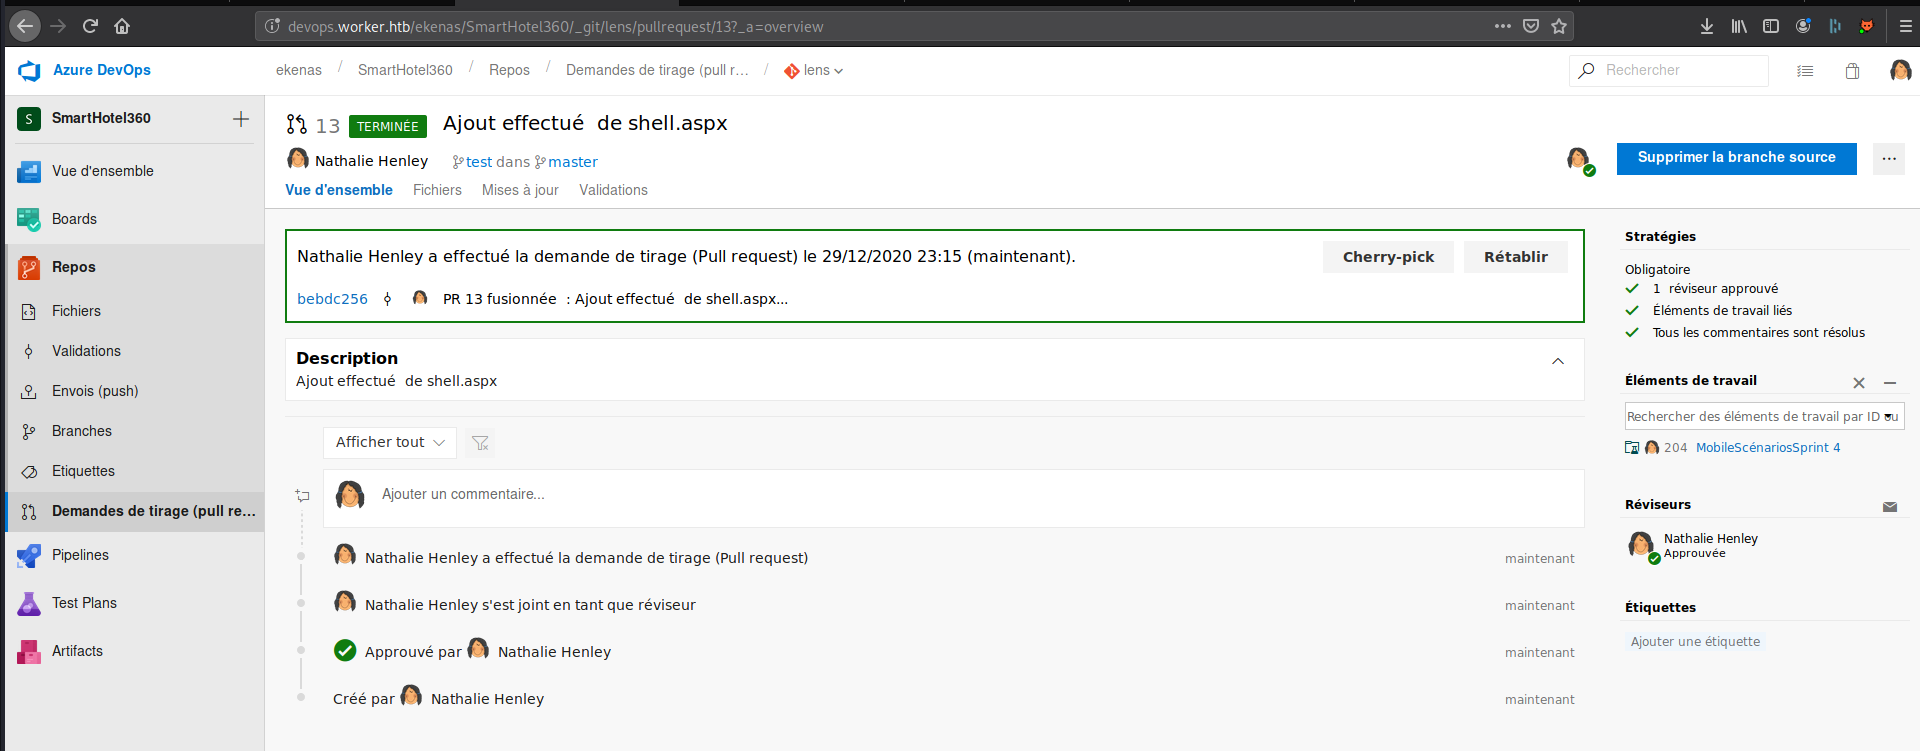 devops.worker.htb/ekenas/SmartHotel360/_git/lens/pullrequest/13?_a=overview
Azure DevOps
ekenas / SmartHotel360 / Repos / Demandes de tirage (pull r… / lens
Rechercher
S SmartHotel360
Vue d'ensemble
Boards
Repos
Fichiers
Validations
Envois (push)
Branches
Etiquettes
Demandes de tirage (pull re…
Pipelines
Test Plans
Artifacts
13 TERMINÉE Ajout effectué  de shell.aspx
Nathalie Henley test dans master
Supprimer la branche source
Vue d'ensemble Fichiers Mises à jour Validations
Nathalie Henley a effectué la demande de tirage (Pull request) le 29/12/2020 23:15 (maintenant).
Cherry-pick Rétablir
bebdc256 PR 13 fusionnée  : Ajout effectué  de shell.aspx...
Description
Ajout effectué  de shell.aspx
Afficher tout
Ajouter un commentaire...
Nathalie Henley a effectué la demande de tirage (Pull request) maintenant
Nathalie Henley s'est joint en tant que réviseur maintenant
Approuvé par Nathalie Henley maintenant
Créé par Nathalie Henley maintenant
Stratégies
Obligatoire
1  réviseur approuvé
Éléments de travail liés
Tous les commentaires sont résolus
Éléments de travail
Rechercher des éléments de travail par ID ou
204 MobileScénariosSprint 4
Réviseurs
Nathalie Henley
Approuvée
Étiquettes
Ajouter une étiquette